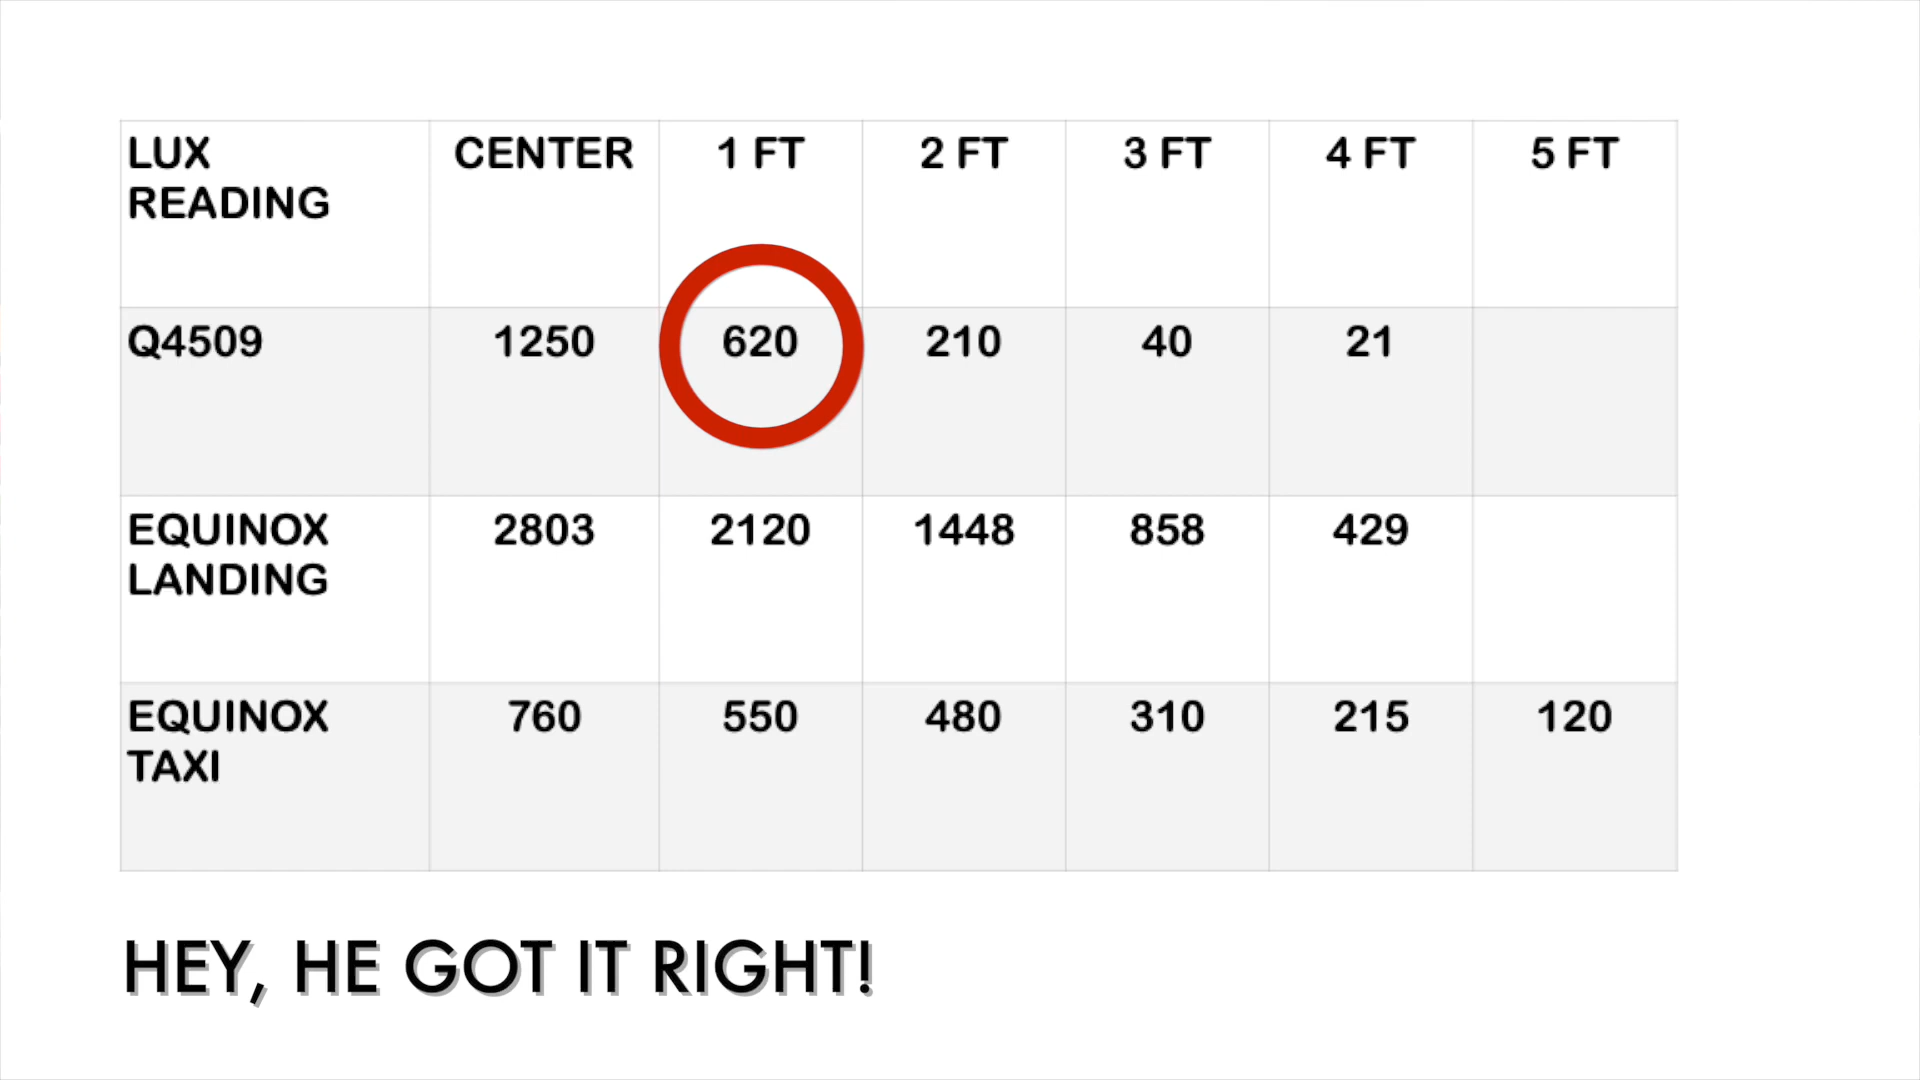 LUX READING CENTER 1 FT 2 FT 3 FT 4 FT 5 FT
Q4509 1250 620 210 40 21
EQUINOX LANDING 2803 2120 1448 858 429
EQUINOX TAXI 760 550 480 310 215 120
HEY, HE GOT IT RIGHT!